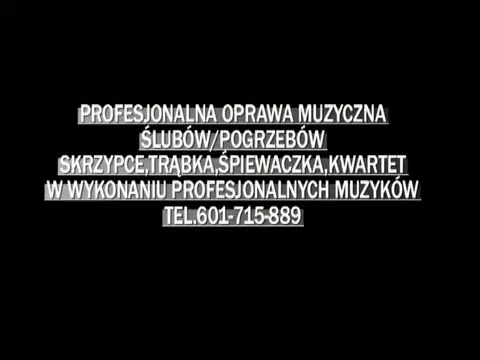 PROFESJONALNA OPRAWA MUZYCZNA
ŚLUBÓW/POGRZEBÓW
SKRZYPCE,TRĄBKA,ŚPIEWACZKA,KWARTET
W WYKONANIU PROFESJONALNYCH MUZYKÓW
TEL.601-715-889